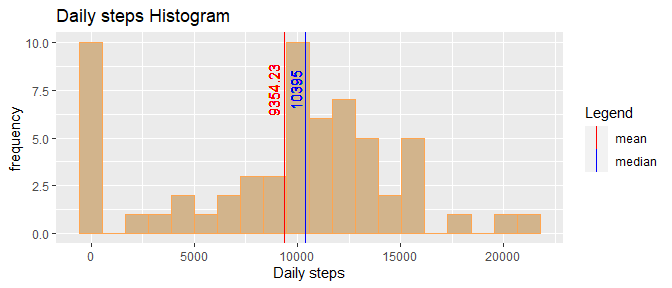 Daily steps Histogram
10.0
7.5
5.0
2.5
0.0
frequency
9354.23
10395
0
5000
10000
15000
20000
Daily steps
Legend
mean
median